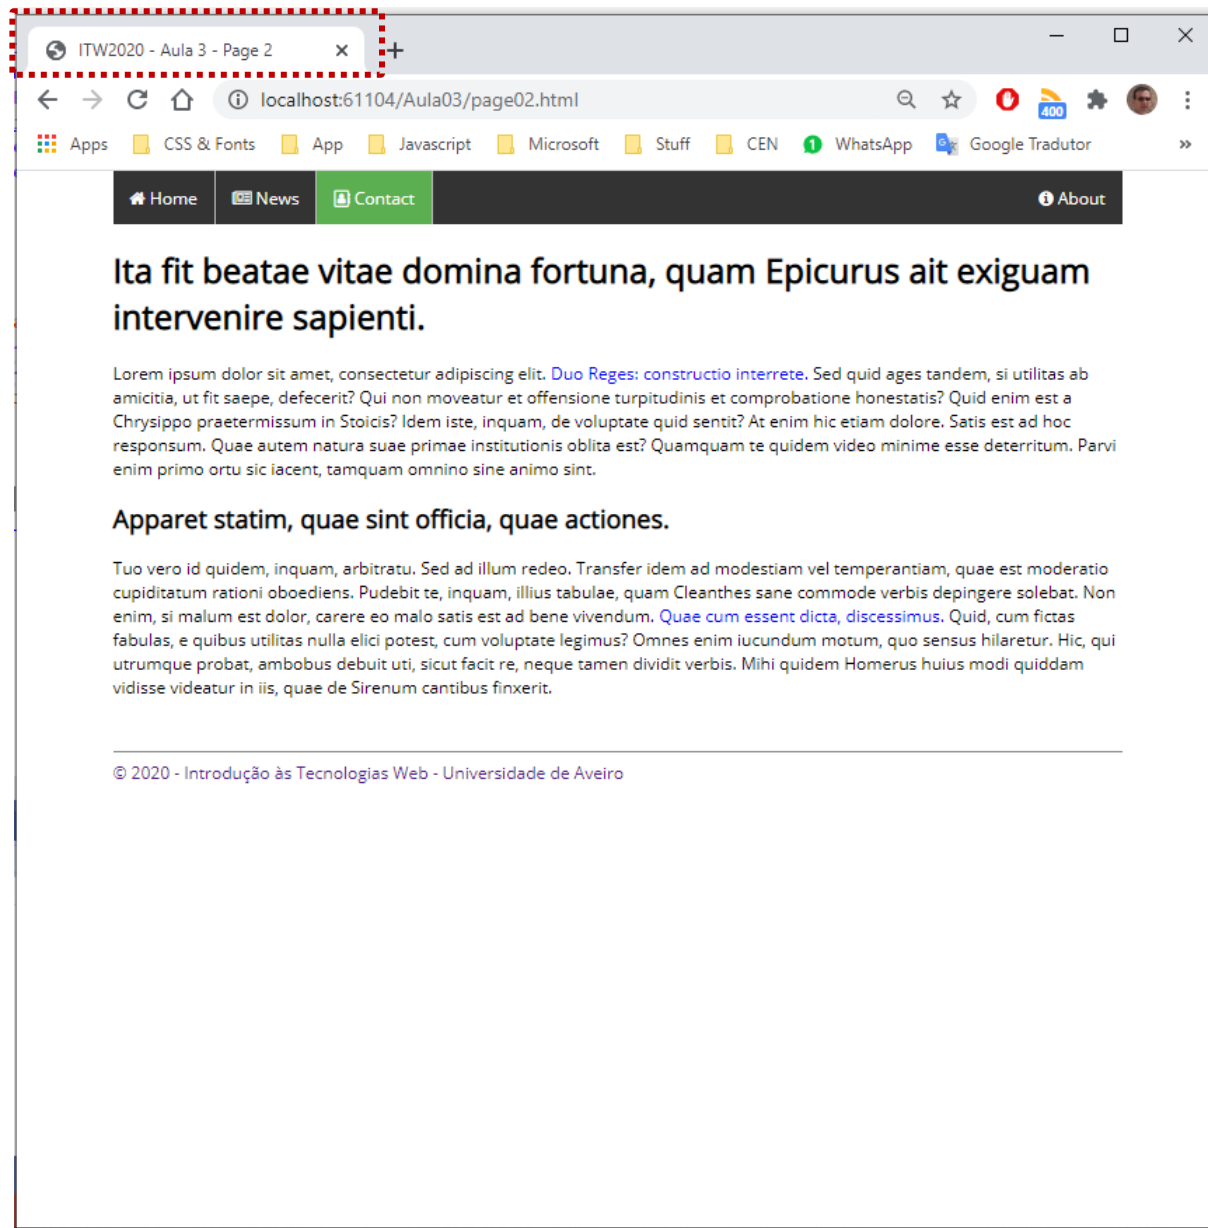 ITW2020 - Aula 3 - Page 2
localhost:61104/Aula03/page02.html
400
Apps CSS & Fonts App Javascript Microsoft Stuff CEN 1 WhatsApp Google Tradutor
Home News Contact About
Ita fit beatae vitae domina fortuna, quam Epicurus ait exiguam
intervenire sapienti.
Lorem ipsum dolor sit amet, consectetur adipiscing elit. Duo Reges: constructio interrete. Sed quid ages tandem, si utilitas ab
amicitia, ut fit saepe, defecerit? Qui non moveatur et offensione turpitudinis et comprobatione honestatis? Quid enim est a
Chrysippo praetermissum in Stoicis? Idem iste, inquam, de voluptate quid sentit? At enim hic etiam dolore. Satis est ad hoc
responsum. Quae autem natura suae primae institutionis oblita est? Quamquam te quidem video minime esse deterritum. Parvi
enim primo ortu sic iacent, tamquam omnino sine animo sint.
Apparet statim, quae sint officia, quae actiones.
Tuo vero id quidem, inquam, arbitratu. Sed ad illum redeo. Transfer idem ad modestiam vel temperantiam, quae est moderatio
cupiditatum rationi oboediens. Pudebit te, inquam, illius tabulae, quam Cleanthes sane commode verbis depingere solebat. Non
enim, si malum est dolor, carere eo malo satis est ad bene vivendum. Quae cum essent dicta, discessimus. Quid, cum fictas
fabulas, e quibus utilitas nulla elici potest, cum voluptate legimus? Omnes enim iucundum motum, quo sensus hilaretur. Hic, qui
utrumque probat, ambobus debuit uti, sicut facit re, neque tamen dividit verbis. Mihi quidem Homerus huius modi quiddam
vidisse videatur in iis, quae de Sirenum cantibus finxerit.
© 2020 - Introdução às Tecnologias Web - Universidade de Aveiro